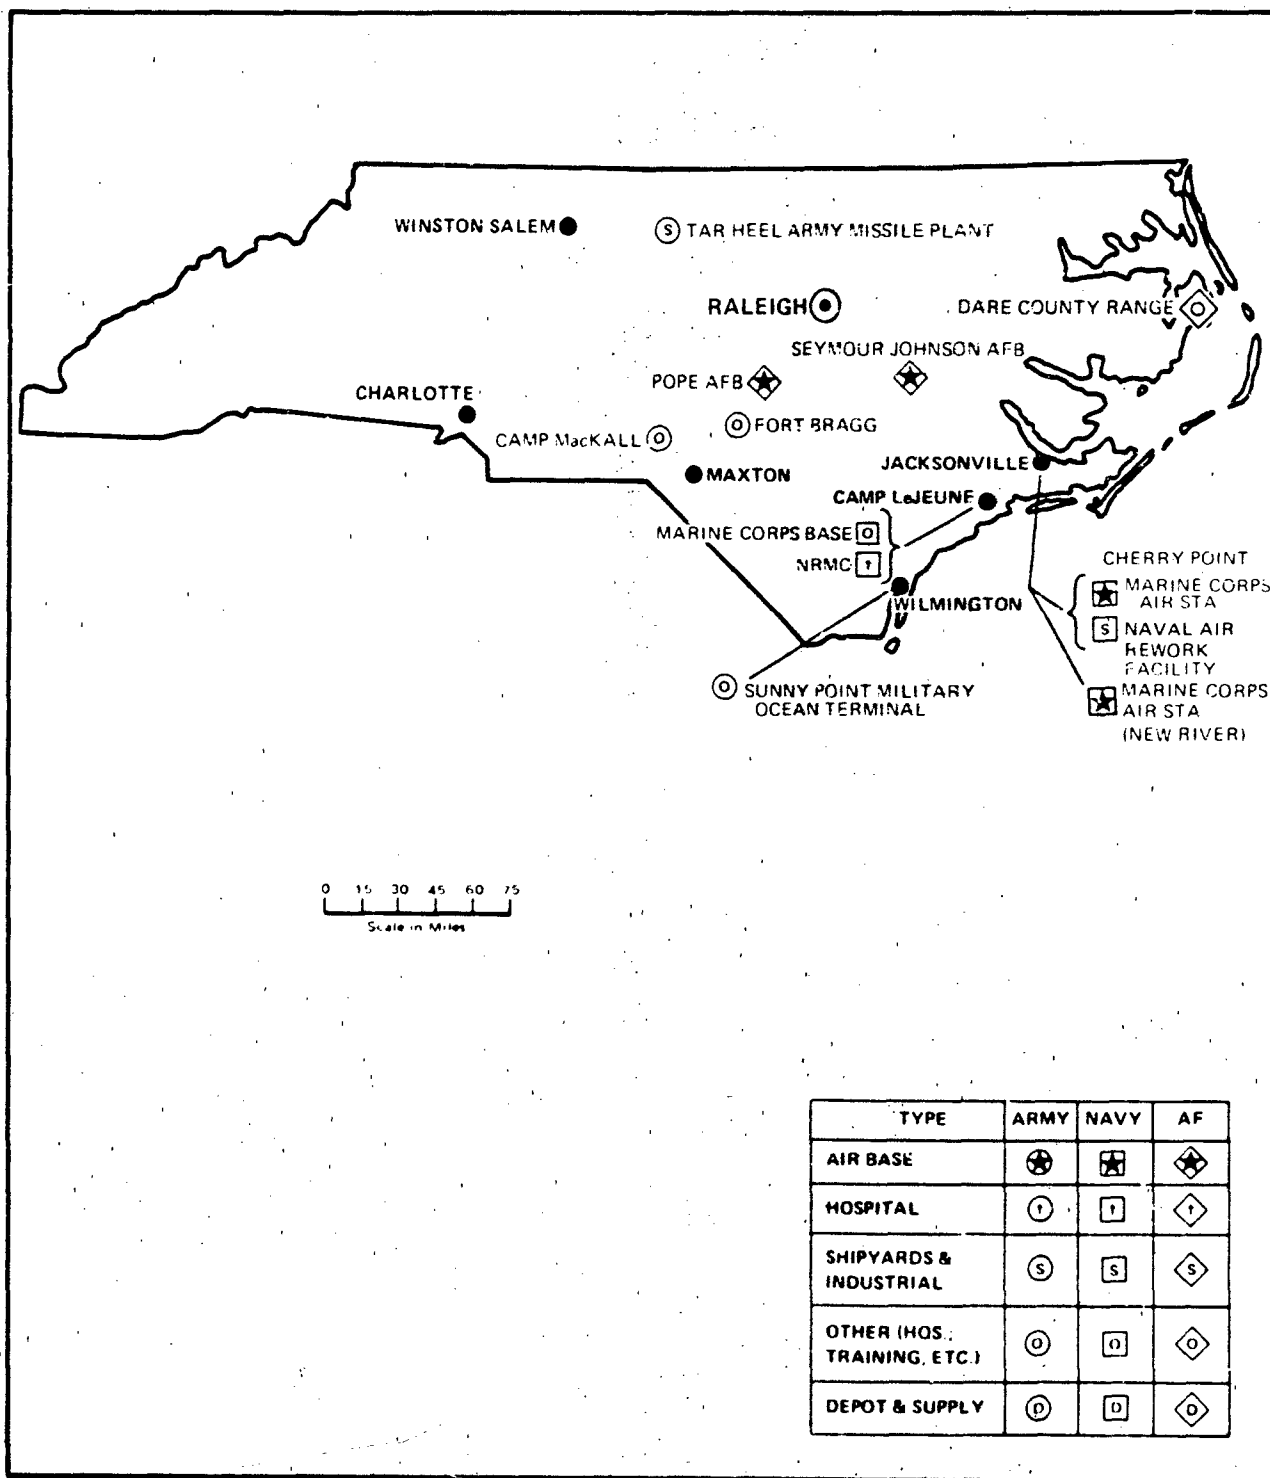 WINSTON SALEM
S TAR HEEL ARMY MISSILE PLANT
RALEIGH
DARE COUNTY RANGE O
SEYMOUR JOHNSON AFB
POPE AFB
CHARLOTTE
O FORT BRAGG
CAMP MacKALL O
JACKSONVILLE
MAXTON
CAMP LeJEUNE
MARINE CORPS BASE O
NRMC †
CHERRY POINT
MARINE CORPS
AIR STA
WILMINGTON
S NAVAL AIR
REWORK
FACILITY
O SUNNY POINT MILITARY
OCEAN TERMINAL
MARINE CORPS
AIR STA
(NEW RIVER)
0 15 30 45 60 75
Scale in Miles
TYPE ARMY NAVY AF
AIR BASE
HOSPITAL † † †
SHIPYARDS &
INDUSTRIAL S S S
OTHER (HOS.;
TRAINING, ETC.) O O O
DEPOT & SUPPLY D D D